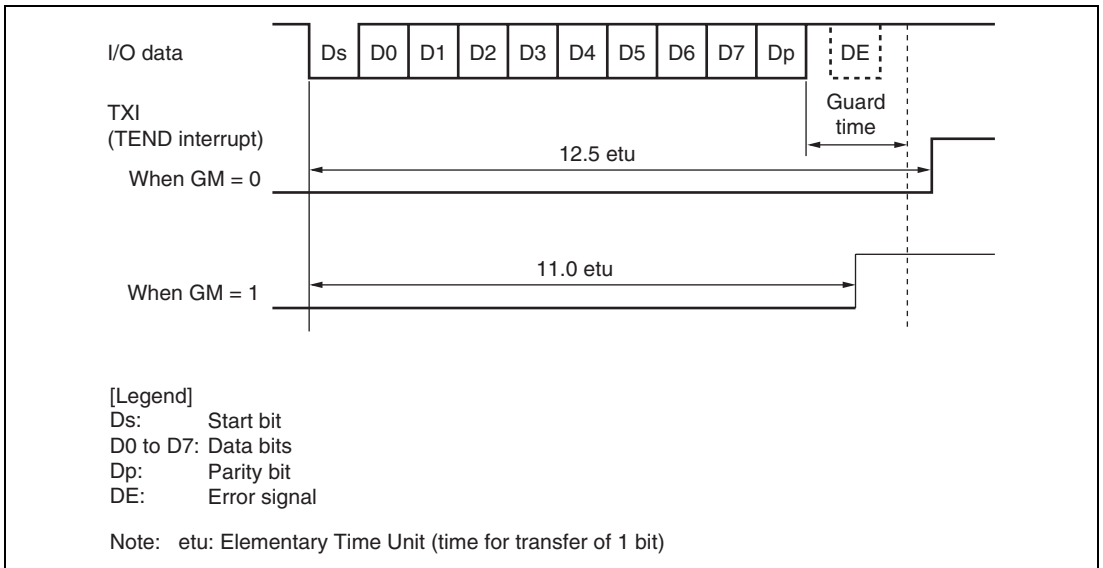 I/O data
Ds D0 D1 D2 D3 D4 D5 D6 D7 Dp DE
Guard
time
TXI
(TEND interrupt)
12.5 etu
When GM = 0
11.0 etu
When GM = 1
[Legend]
Ds: Start bit
D0 to D7: Data bits
Dp: Parity bit
DE: Error signal
Note: etu: Elementary Time Unit (time for transfer of 1 bit)